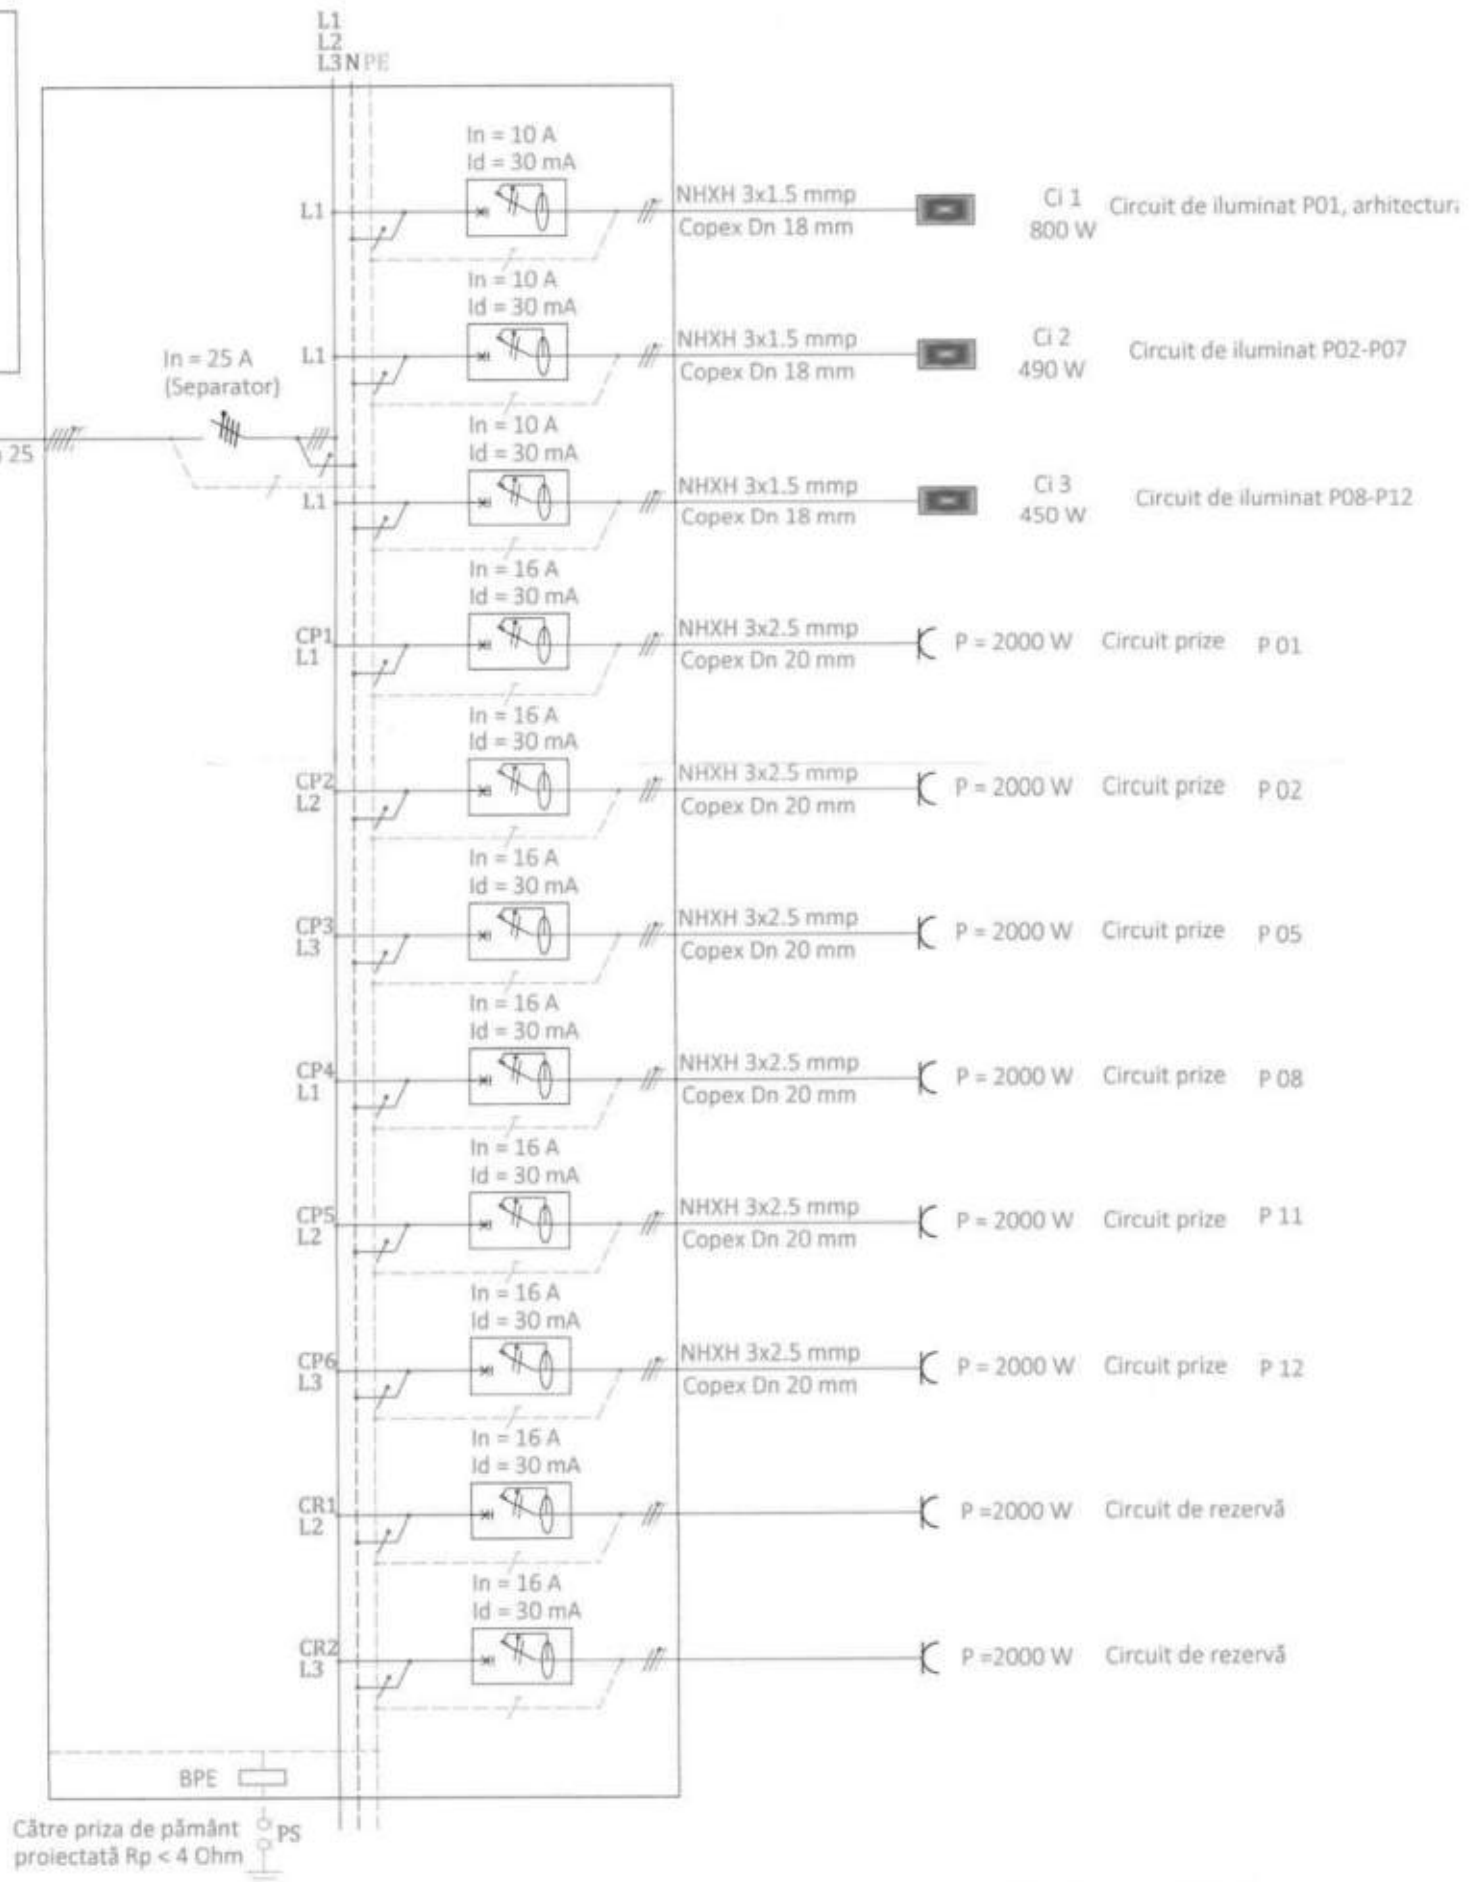 L1
L2
L3 N PE
In = 10 A
Id = 30 mA
L1
NHXH 3x1.5 mmp
Copex Dn 18 mm
Ci 1
800 W
Circuit de iluminat P01,
In = 10 A
Id = 30 mA
L1
NHXH 3x1.5 mmp
Copex Dn 18 mm
Ci 2
490 W
Circuit de iluminat P02-P07
In = 25 A
(Separator)
25
In = 10 A
Id = 30 mA
L1
NHXH 3x1.5 mmp
Copex Dn 18 mm
Ci 3
450 W
Circuit de iluminat P08-P12
In = 16 A
Id = 30 mA
CP1
L1
NHXH 3x2.5 mmp
Copex Dn 20 mm
P = 2000 W Circuit prize P 01
In = 16 A
Id = 30 mA
CP2
L2
NHXH 3x2.5 mmp
Copex Dn 20 mm
P = 2000 W Circuit prize P 02
In = 16 A
Id = 30 mA
CP3
L3
NHXH 3x2.5 mmp
Copex Dn 20 mm
P = 2000 W Circuit prize P 05
In = 16 A
Id = 30 mA
CP4
L1
NHXH 3x2.5 mmp
Copex Dn 20 mm
P = 2000 W Circuit prize P 08
In = 16 A
Id = 30 mA
CP5
L2
NHXH 3x2.5 mmp
Copex Dn 20 mm
P = 2000 W Circuit prize P 11
In = 16 A
Id = 30 mA
CP6
L3
NHXH 3x2.5 mmp
Copex Dn 20 mm
P = 2000 W Circuit prize P 12
In = 16 A
Id = 30 mA
CR1
L2
P =2000 W Circuit de rezervă
In = 16 A
Id = 30 mA
CR2
L3
P =2000 W Circuit de rezervă
BPE
Către priza de pământ
proiectată Rp < 4 Ohm
PS